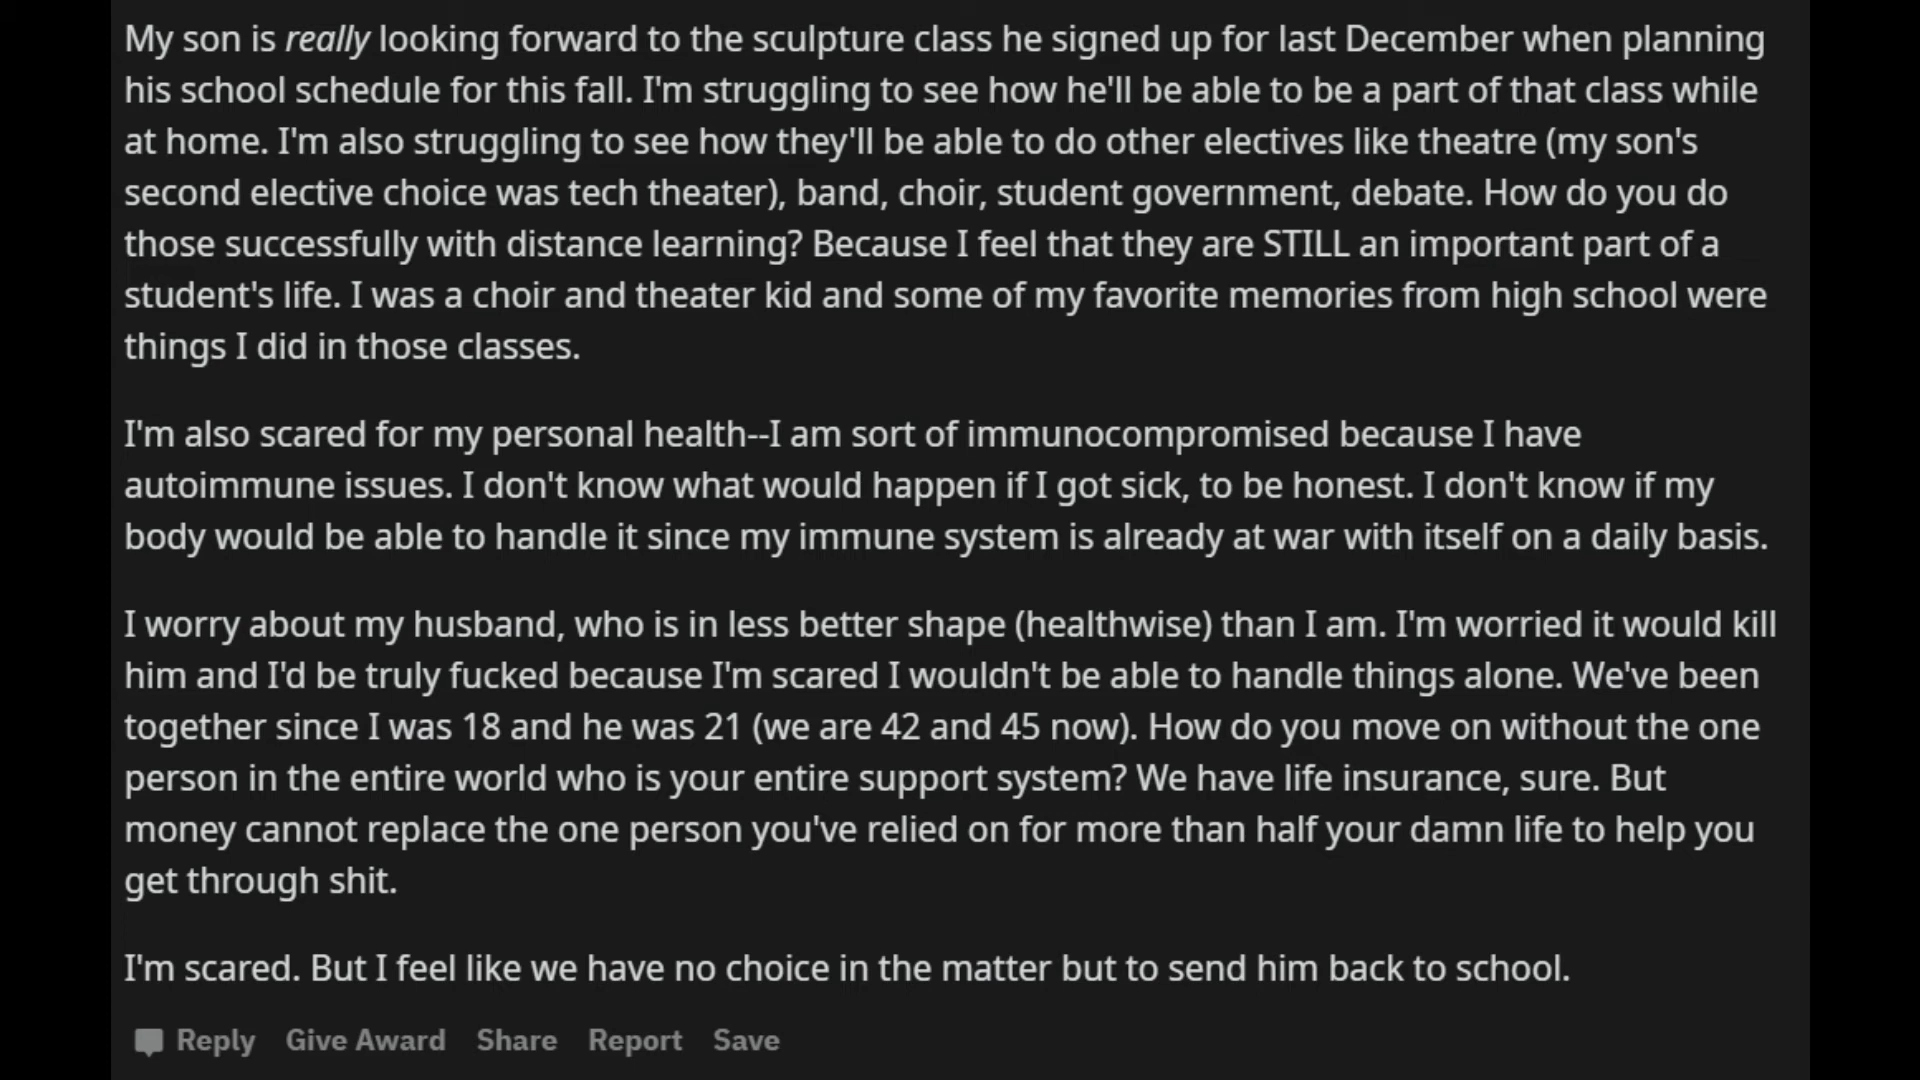 My son is really looking forward to the sculpture class he signed up for last December when planning
his school schedule for this fall. I'm struggling to see how he'll be able to be a part of that class while
at home. I'm also struggling to see how they'll be able to do other electives like theatre (my son's
second elective choice was tech theater), band, choir, student government, debate. How do you do
those successfully with distance learning? Because I feel that they are STILL an important part of a
student's life. I was a choir and theater kid and some of my favorite memories from high school were
things I did in those classes.
I'm also scared for my personal health--I am sort of immunocompromised because I have
autoimmune issues. I don't know what would happen if I got sick, to be honest. I don't know if my
body would be able to handle it since my immune system is already at war with itself on a daily basis.
I worry about my husband, who is in less better shape (healthwise) than I am. I'm worried it would kill
him and I'd be truly fucked because I'm scared I wouldn't be able to handle things alone. We've been
together since I was 18 and he was 21 (we are 42 and 45 now). How do you move on without the one
person in the entire world who is your entire support system? We have life insurance, sure. But
money cannot replace the one person you've relied on for more than half your damn life to help you
get through shit.
I'm scared. But I feel like we have no choice in the matter but to send him back to school.
Reply Give Award Share Report Save